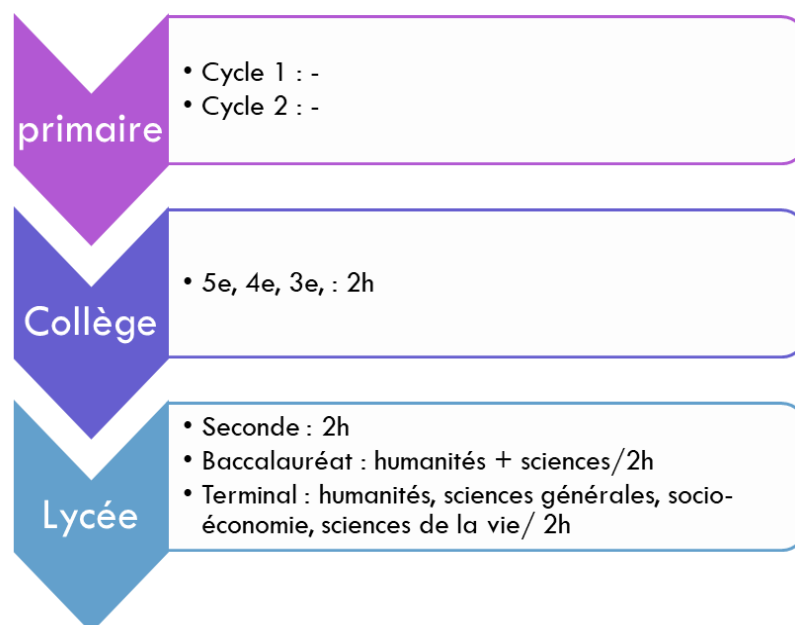 primaire
• Cycle 1 : -
• Cycle 2 : -
Collège
• 5e, 4e, 3e, : 2h
Lycée
• Seconde : 2h
• Baccalauréat : humanités + sciences/2h
• Terminal : humanités, sciences générales, socio-
économie, sciences de la vie/ 2h